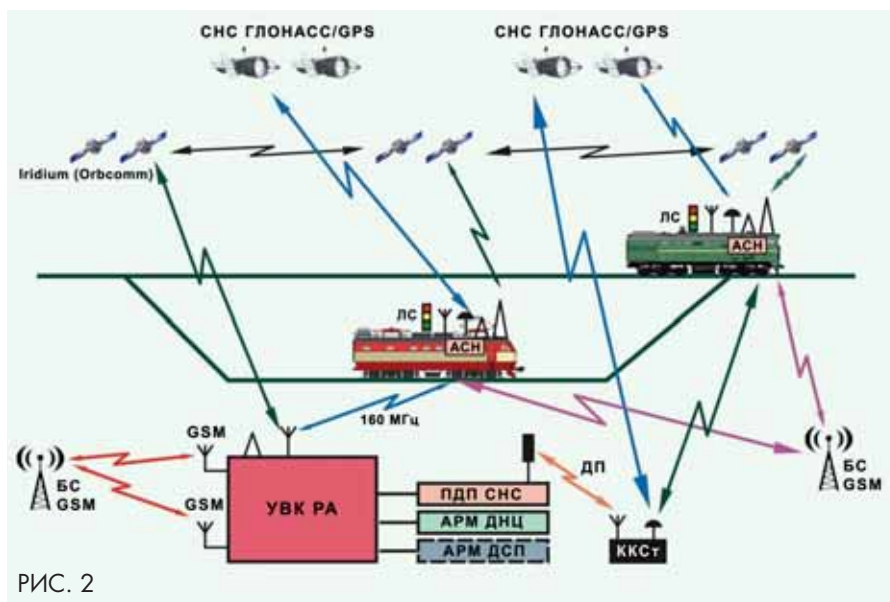 СНС ГЛОНАСС/GPS
СНС ГЛОНАСС/GPS
Iridium (Orbcomm)
ЛС
АСН
ЛС
АСН
160 МГц
GSM
БС
GSM
GSM
УВК РА
ПДП СНС
АРМ ДНЦ
АРМ ДСП
ДП
ККСт
БС
GSM
РИС. 2